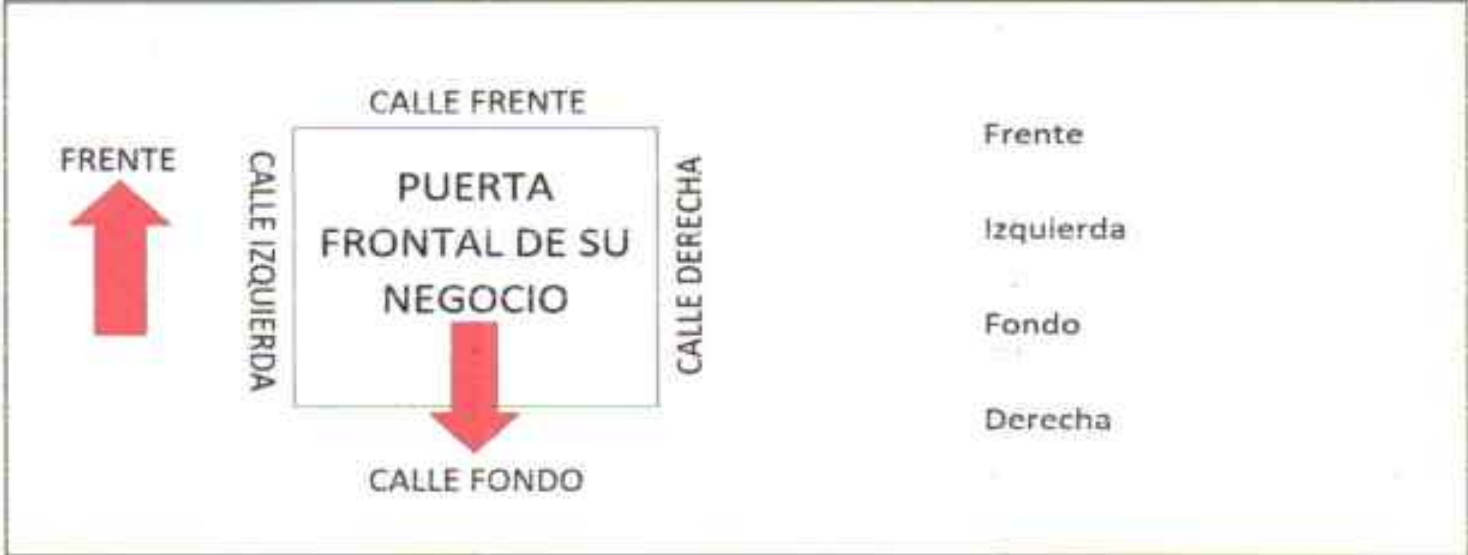 CALLE FRENTE
FRENTE
CALLE IZQUIERDA
PUERTA
FRONTAL DE SU
NEGOCIO
CALLE DERECHA
CALLE FONDO
Frente
Izquierda
Fondo
Derecha